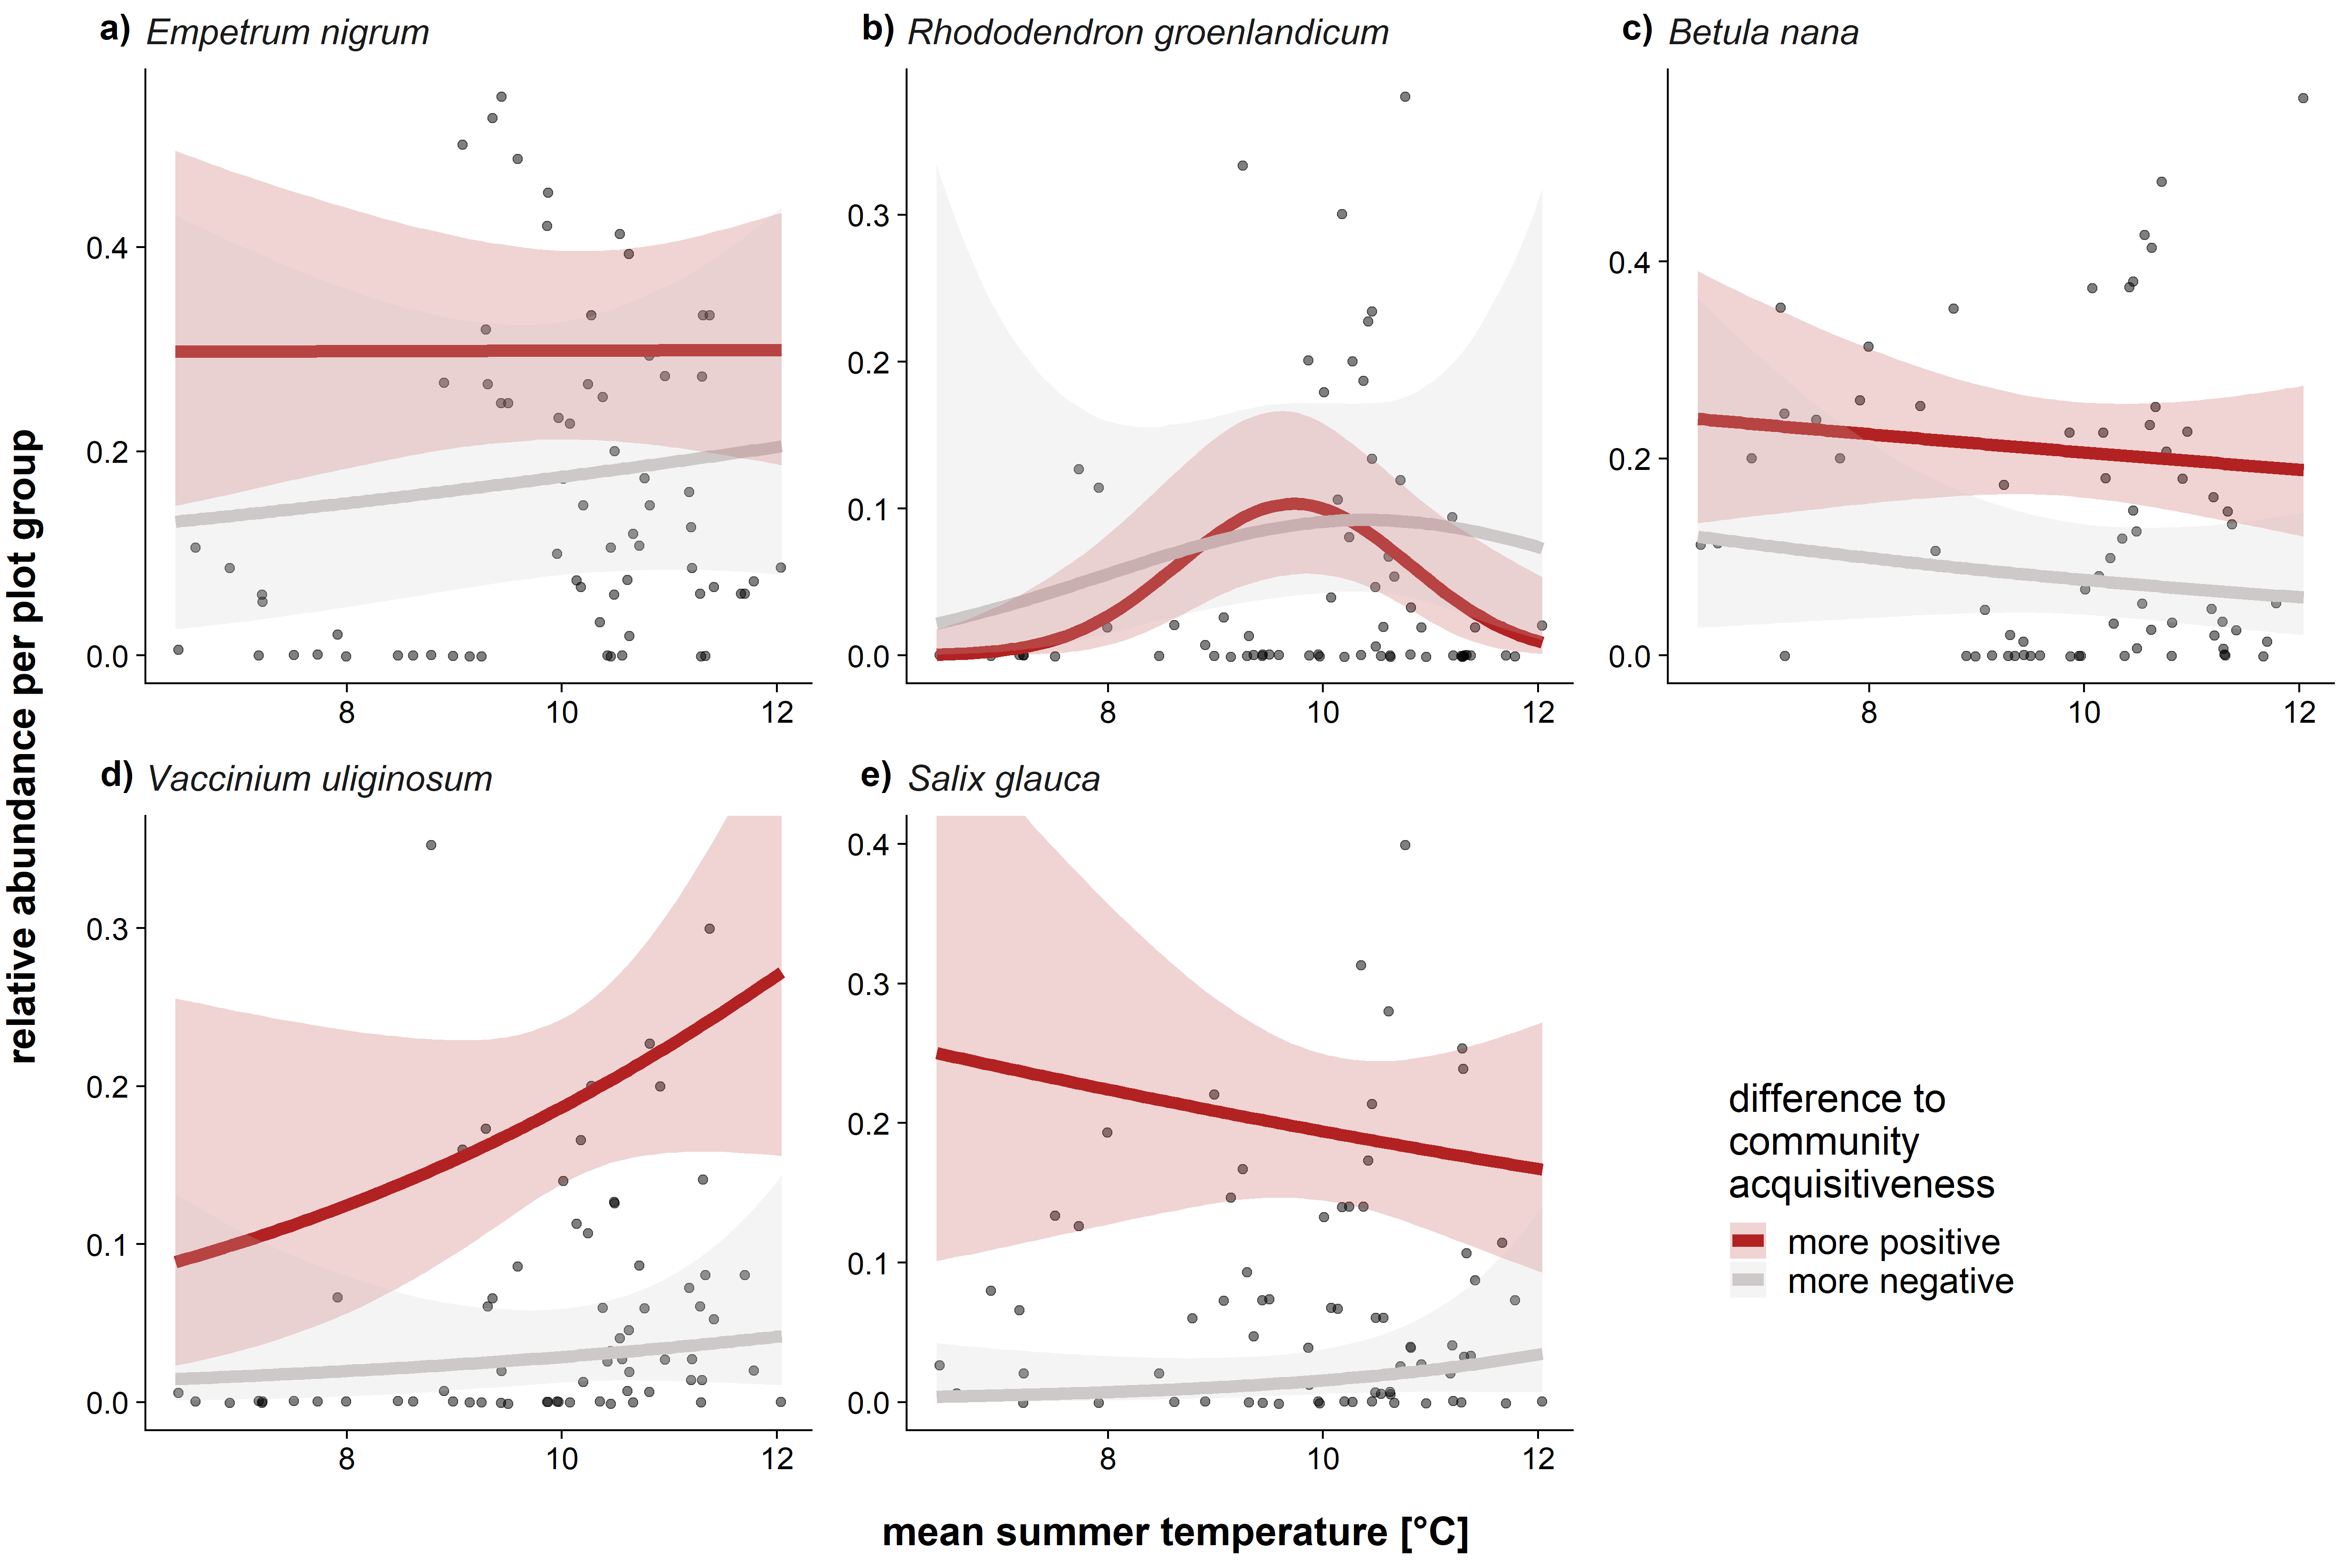 a) Empetrum nigrum
b) Rhododendron groenlandicum
c) Betula nana
0.4
0.2
0.0
8 10 12
0.3
0.2
0.1
0.0
8 10 12
0.4
0.2
0.0
8 10 12
relative abundance per plot group
d) Vaccinium uliginosum
e) Salix glauca
0.3
0.2
0.1
0.0
8 10 12
0.4
0.3
0.2
0.1
0.0
8 10 12
difference to
community
acquisitiveness
more positive
more negative
mean summer temperature [°C]